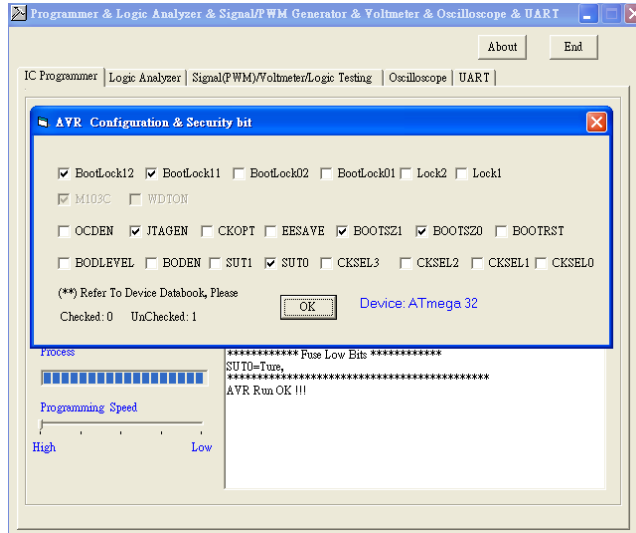 Programmer & Logic Analyzer & Signal/PWM Generator & Voltmeter & Oscilloscope & UART
About End
IC Programmer Logic Analyzer Signal(PWM)/Voltmeter/Logic Testing Oscilloscope UART
AVR Configuration & Security bit
BootLock12 BootLock11 BootLock02 BootLock01 Lock2 Lock1
M103C WDTON
OCDEN JTAGEN CKOPT EESAVE BOOTSZ1 BOOTSZ0 BOOTRST
BODLEVEL BODEN SUT1 SUT0 CKSEL3 CKSEL2 CKSEL1 CKSEL0
(**) Refer To Device Databook, Please
Checked: 0 UnChecked: 1
OK
Device: ATmega 32
Process
************ Fuse Low Bits ************
SUT0=Ture,
**********************************************
AVR Run OK !!!
Programming Speed
High Low